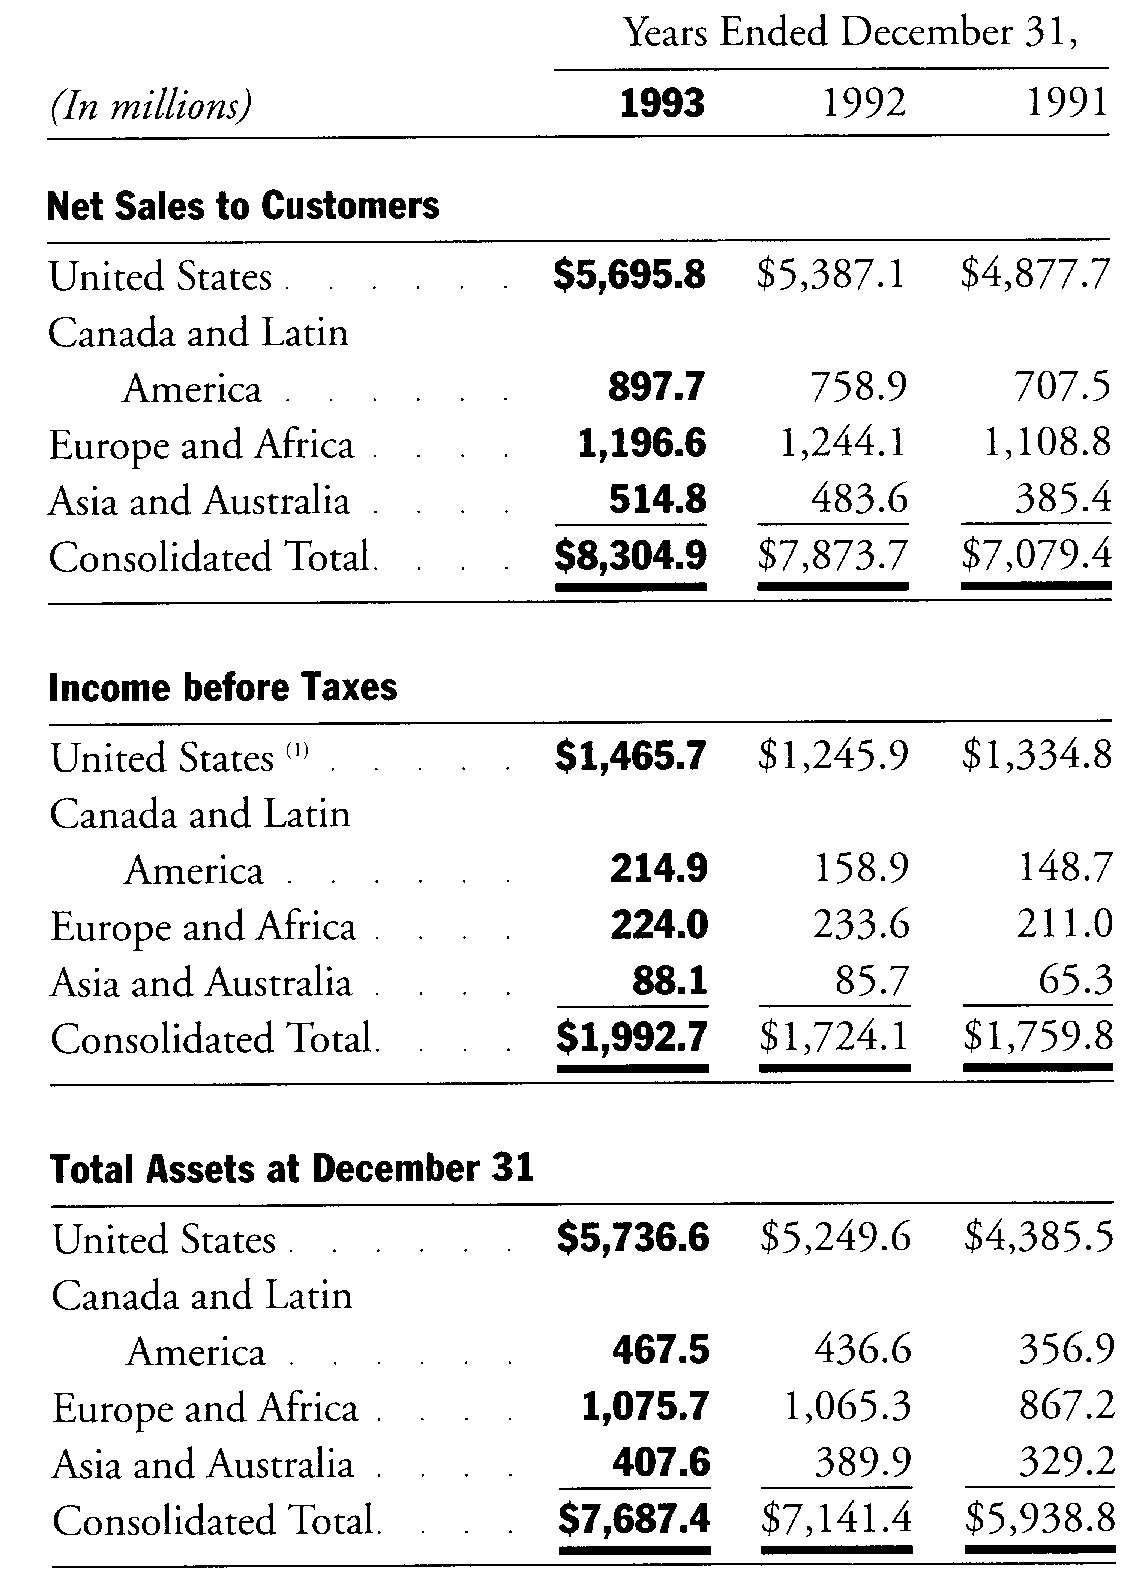 Years Ended December 31,
(In millions) 1993 1992 1991
Net Sales to Customers
United States . . . . . . $5,695.8 $5,387.1 $4,877.7
Canada and Latin
America . . . . . . 897.7 758.9 707.5
Europe and Africa . . . . 1,196.6 1,244.1 1,108.8
Asia and Australia . . . . 514.8 483.6 385.4
Consolidated Total. . . . $8,304.9 $7,873.7 $7,079.4
Income before Taxes
United States (1) . . . . . $1,465.7 $1,245.9 $1,334.8
Canada and Latin
America . . . . . . 214.9 158.9 148.7
Europe and Africa . . . . 224.0 233.6 211.0
Asia and Australia . . . . 88.1 85.7 65.3
Consolidated Total. . . . $1,992.7 $1,724.1 $1,759.8
Total Assets at December 31
United States . . . . . . $5,736.6 $5,249.6 $4,385.5
Canada and Latin
America . . . . . . 467.5 436.6 356.9
Europe and Africa . . . . 1,075.7 1,065.3 867.2
Asia and Australia . . . . 407.6 389.9 329.2
Consolidated Total. . . . $7,687.4 $7,141.4 $5,938.8